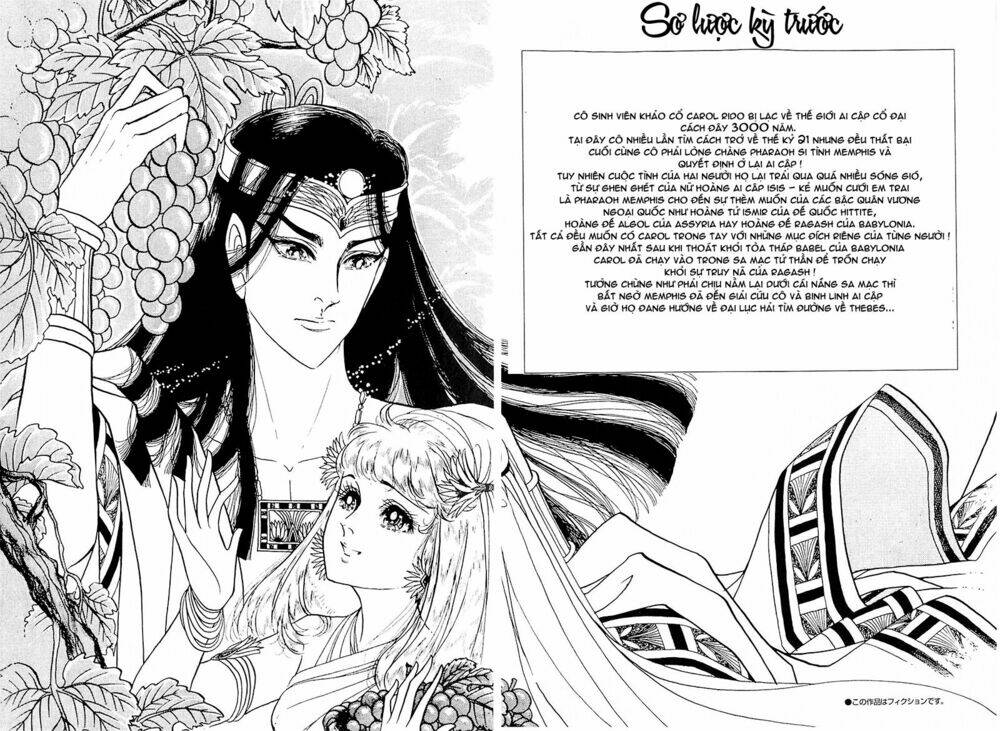 Sơ lược kỳ trước
CÔ SINH VIÊN KHẢO CỔ CAROL RIDO BỊ LẠC VỀ THẾ GIỚI AI CẬP CỔ ĐẠI
CÁCH ĐÂY 3000 NĂM.
TẠI ĐÂY CÔ NHIỀU LẦN TÌM CÁCH TRỞ VỀ THẾ KỶ 21 NHƯNG ĐỀU THẤT BẠI
CUỐI CÙNG CÔ PHẢI LÒNG CHÀNG PHARAOH SI TÌNH MEMPHIS VÀ
QUYẾT ĐỊNH Ở LẠI AI CẬP !
TUY NHIÊN CUỘC TÌNH CỦA HAI NGƯỜI HỌ LẠI TRẢI QUA QUÁ NHIỀU SÓNG GIÓ,
TỪ SỰ GHEN GHÉT CỦA NỮ HOÀNG AI CẬP ISIS - KẺ MUỐN CƯỚI EM TRAI
LÀ PHARAOH MEMPHIS CHO ĐẾN SỰ THÈM MUỐN CỦA CÁC BẬC QUÂN VƯƠNG
NGOẠI QUỐC NHƯ HOÀNG TỬ ISMIR CỦA ĐẾ QUỐC HITTITE,
HOÀNG ĐẾ ALGOL CỦA ASSYRIA HAY HOÀNG ĐẾ RAGASH CỦA BABYLONIA.
TẤT CẢ ĐỀU MUỐN CÓ CAROL TRONG TAY VỚI NHỮNG MỤC ĐÍCH RIÊNG CỦA TỪNG NGƯỜI !
GẦN ĐÂY NHẤT SAU KHI THOÁT KHỎI TÒA THÁP BABEL CỦA BABYLONIA
CAROL ĐÃ CHẠY VÀO TRONG SA MẠC TỬ THẦN ĐỂ TRỐN CHẠY
KHỎI SỰ TRUY NÃ CỦA RAGASH !
TƯỞNG CHỪNG NHƯ PHẢI CHỊU NẰM LẠI DƯỚI CÁI NẮNG SA MẠC THÌ
BẤT NGỜ MEMPHIS ĐÃ ĐẾN GIẢI CỨU CÔ VÀ BINH LINH AI CẬP
VÀ GIỜ HỌ ĐANG HƯỚNG VỀ ĐẠI LỤC HẢI TÌM ĐƯỜNG VỀ THEBES...
●この作品はフィクションです。